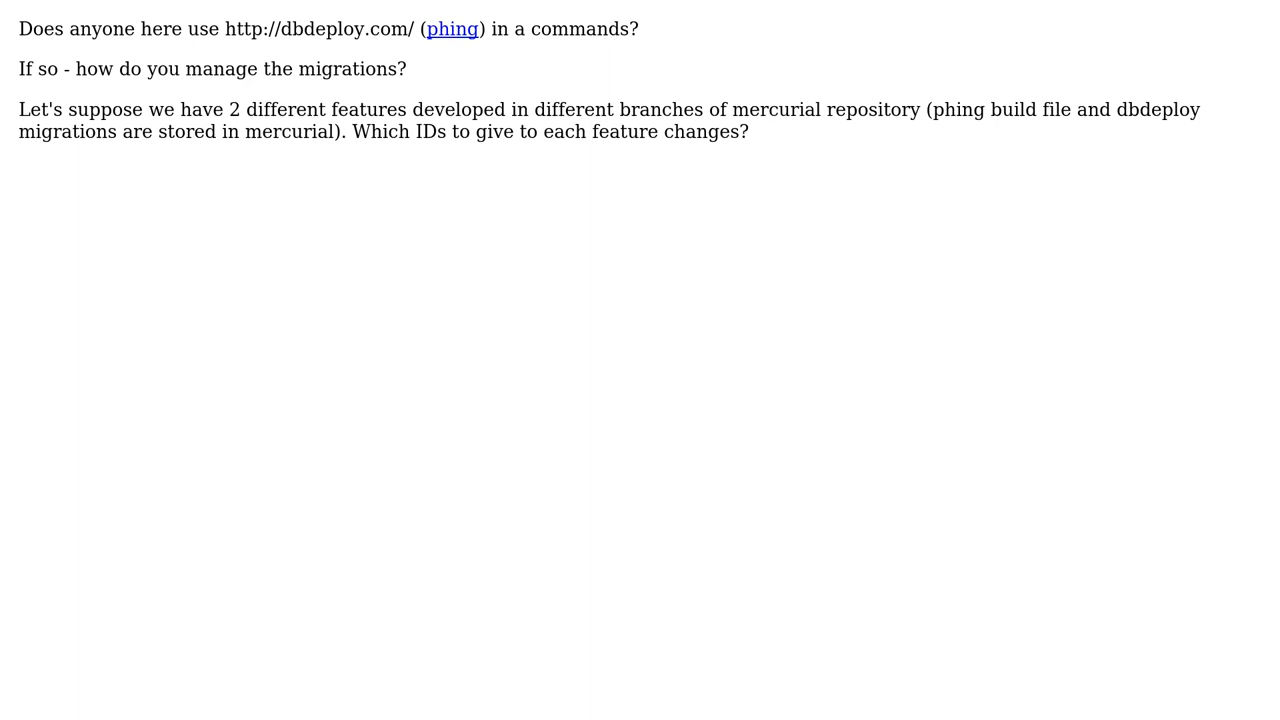 Does anyone here use http://dbdeploy.com/ (phing) in a commands?
If so - how do you manage the migrations?
Let's suppose we have 2 different features developed in different branches of mercurial repository (phing build file and dbdeploy
migrations are stored in mercurial). Which IDs to give to each feature changes?